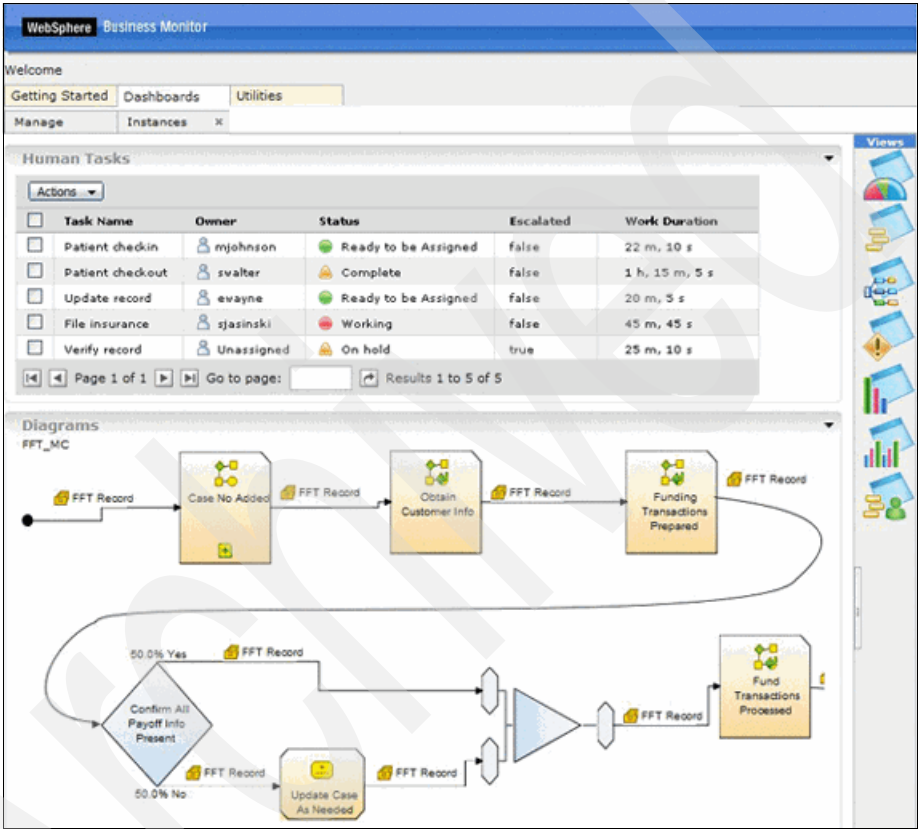 WebSphere Business Monitor
Welcome
Getting Started Dashboards Utilities
Manage Instances ×
Views
Human Tasks
Actions
Task Name Owner Status Escalated Work Duration
Patient checkin mjohnson Ready to be Assigned false 22 m, 10 s
Patient checkout svalter Complete false 1 h, 15 m, 5 s
Update record ewayne Ready to be Assigned false 20 m, 5 s
File insurance sjasinski Working false 45 m, 45 s
Verify record Unassigned On hold true 25 m, 10 s
Page 1 of 1 Go to page: Results 1 to 5 of 5
Diagrams
FFT_MC
FFT Record
Case No Added
FFT Record
Obtain
Customer Info
FFT Record
Funding
Transactions
Prepared
FFT Record
50.0% Yes
FFT Record
Confirm All
Payoff Info
Present
50.0% No
FFT Record
Update Case
As Needed
FFT Record
FFT Record
Fund
Transactions
Processed
Archived